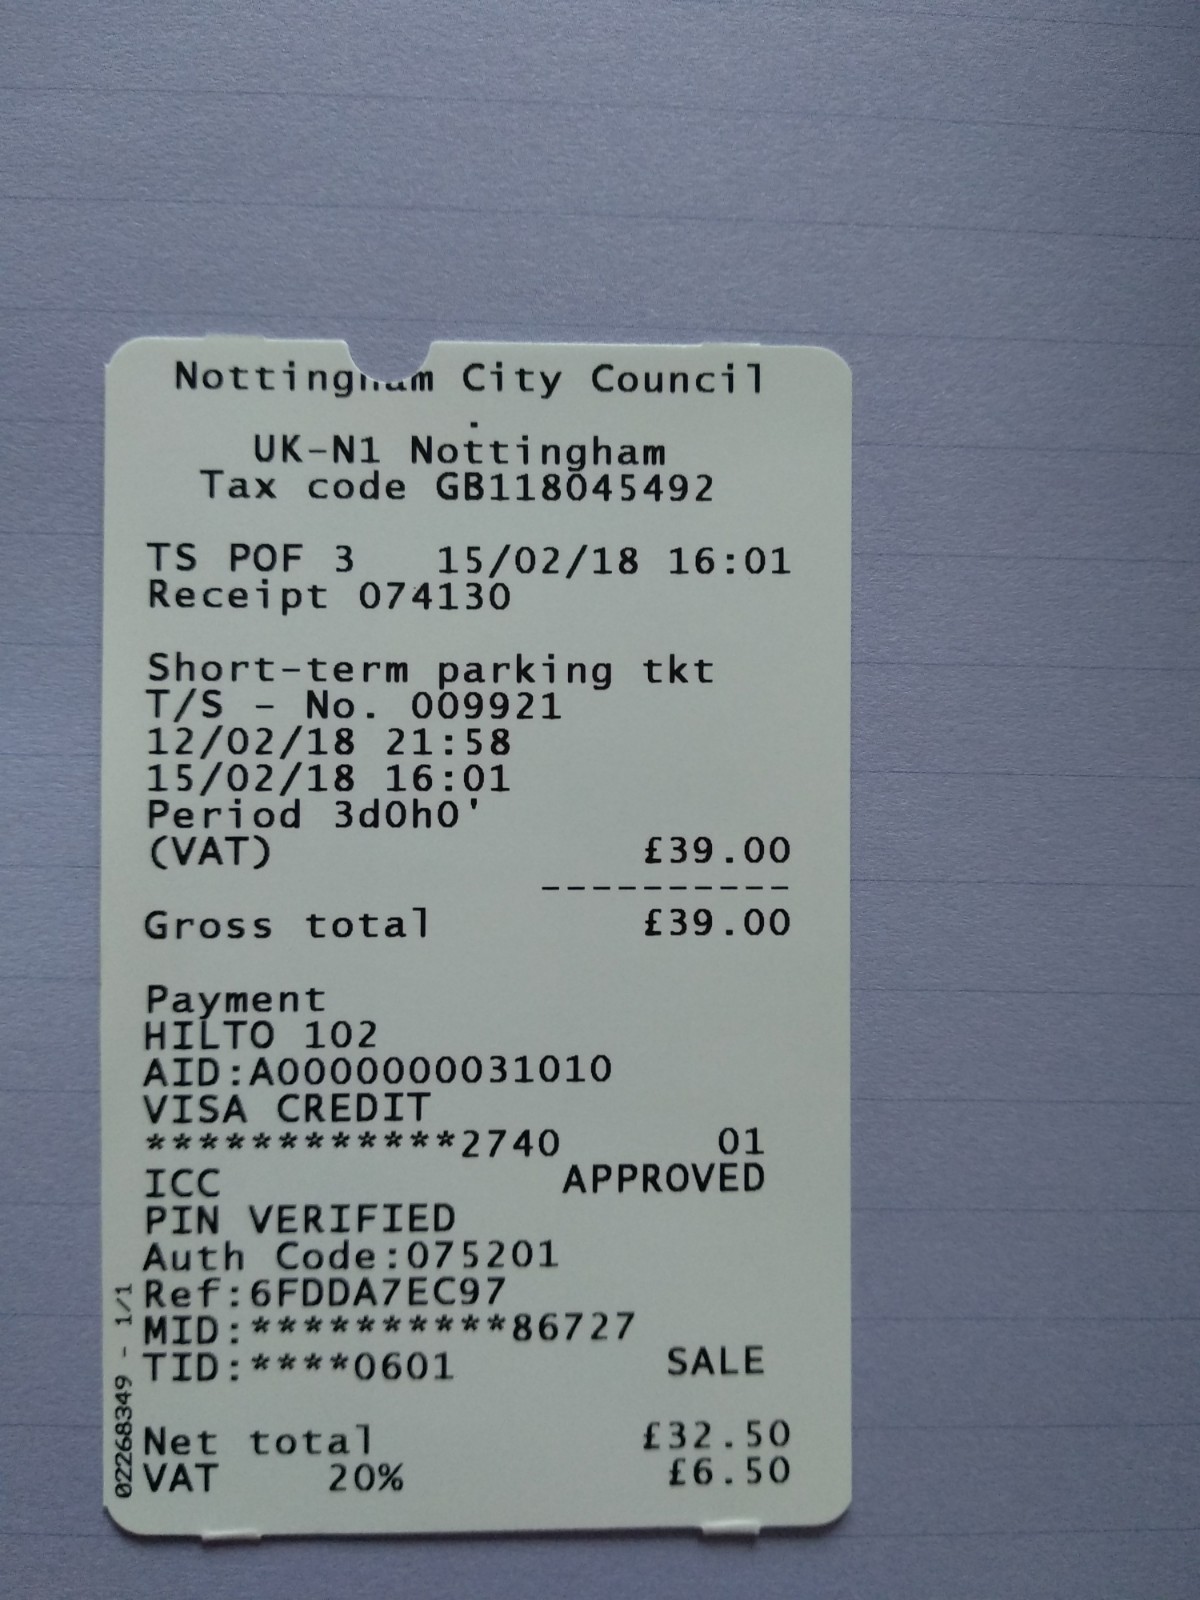 Nottingham City Council
.
UK-N1 Nottingham
Tax code GB118045492
TS POF 3 15/02/18 16:01
Receipt 074130
Short-term parking tkt
T/S - No. 009921
12/02/18 21:58
15/02/18 16:01
Period 3d0h0'
(VAT) £39.00
----------
Gross total £39.00
Payment
HILTO 102
AID:A0000000031010
VISA CREDIT
************2740 01
ICC APPROVED
PIN VERIFIED
Auth Code:075201
Ref:6FDDA7EC97
MID:**********86727
TID:****0601 SALE
Net total £32.50
VAT 20% £6.50
02268349 - 1/1